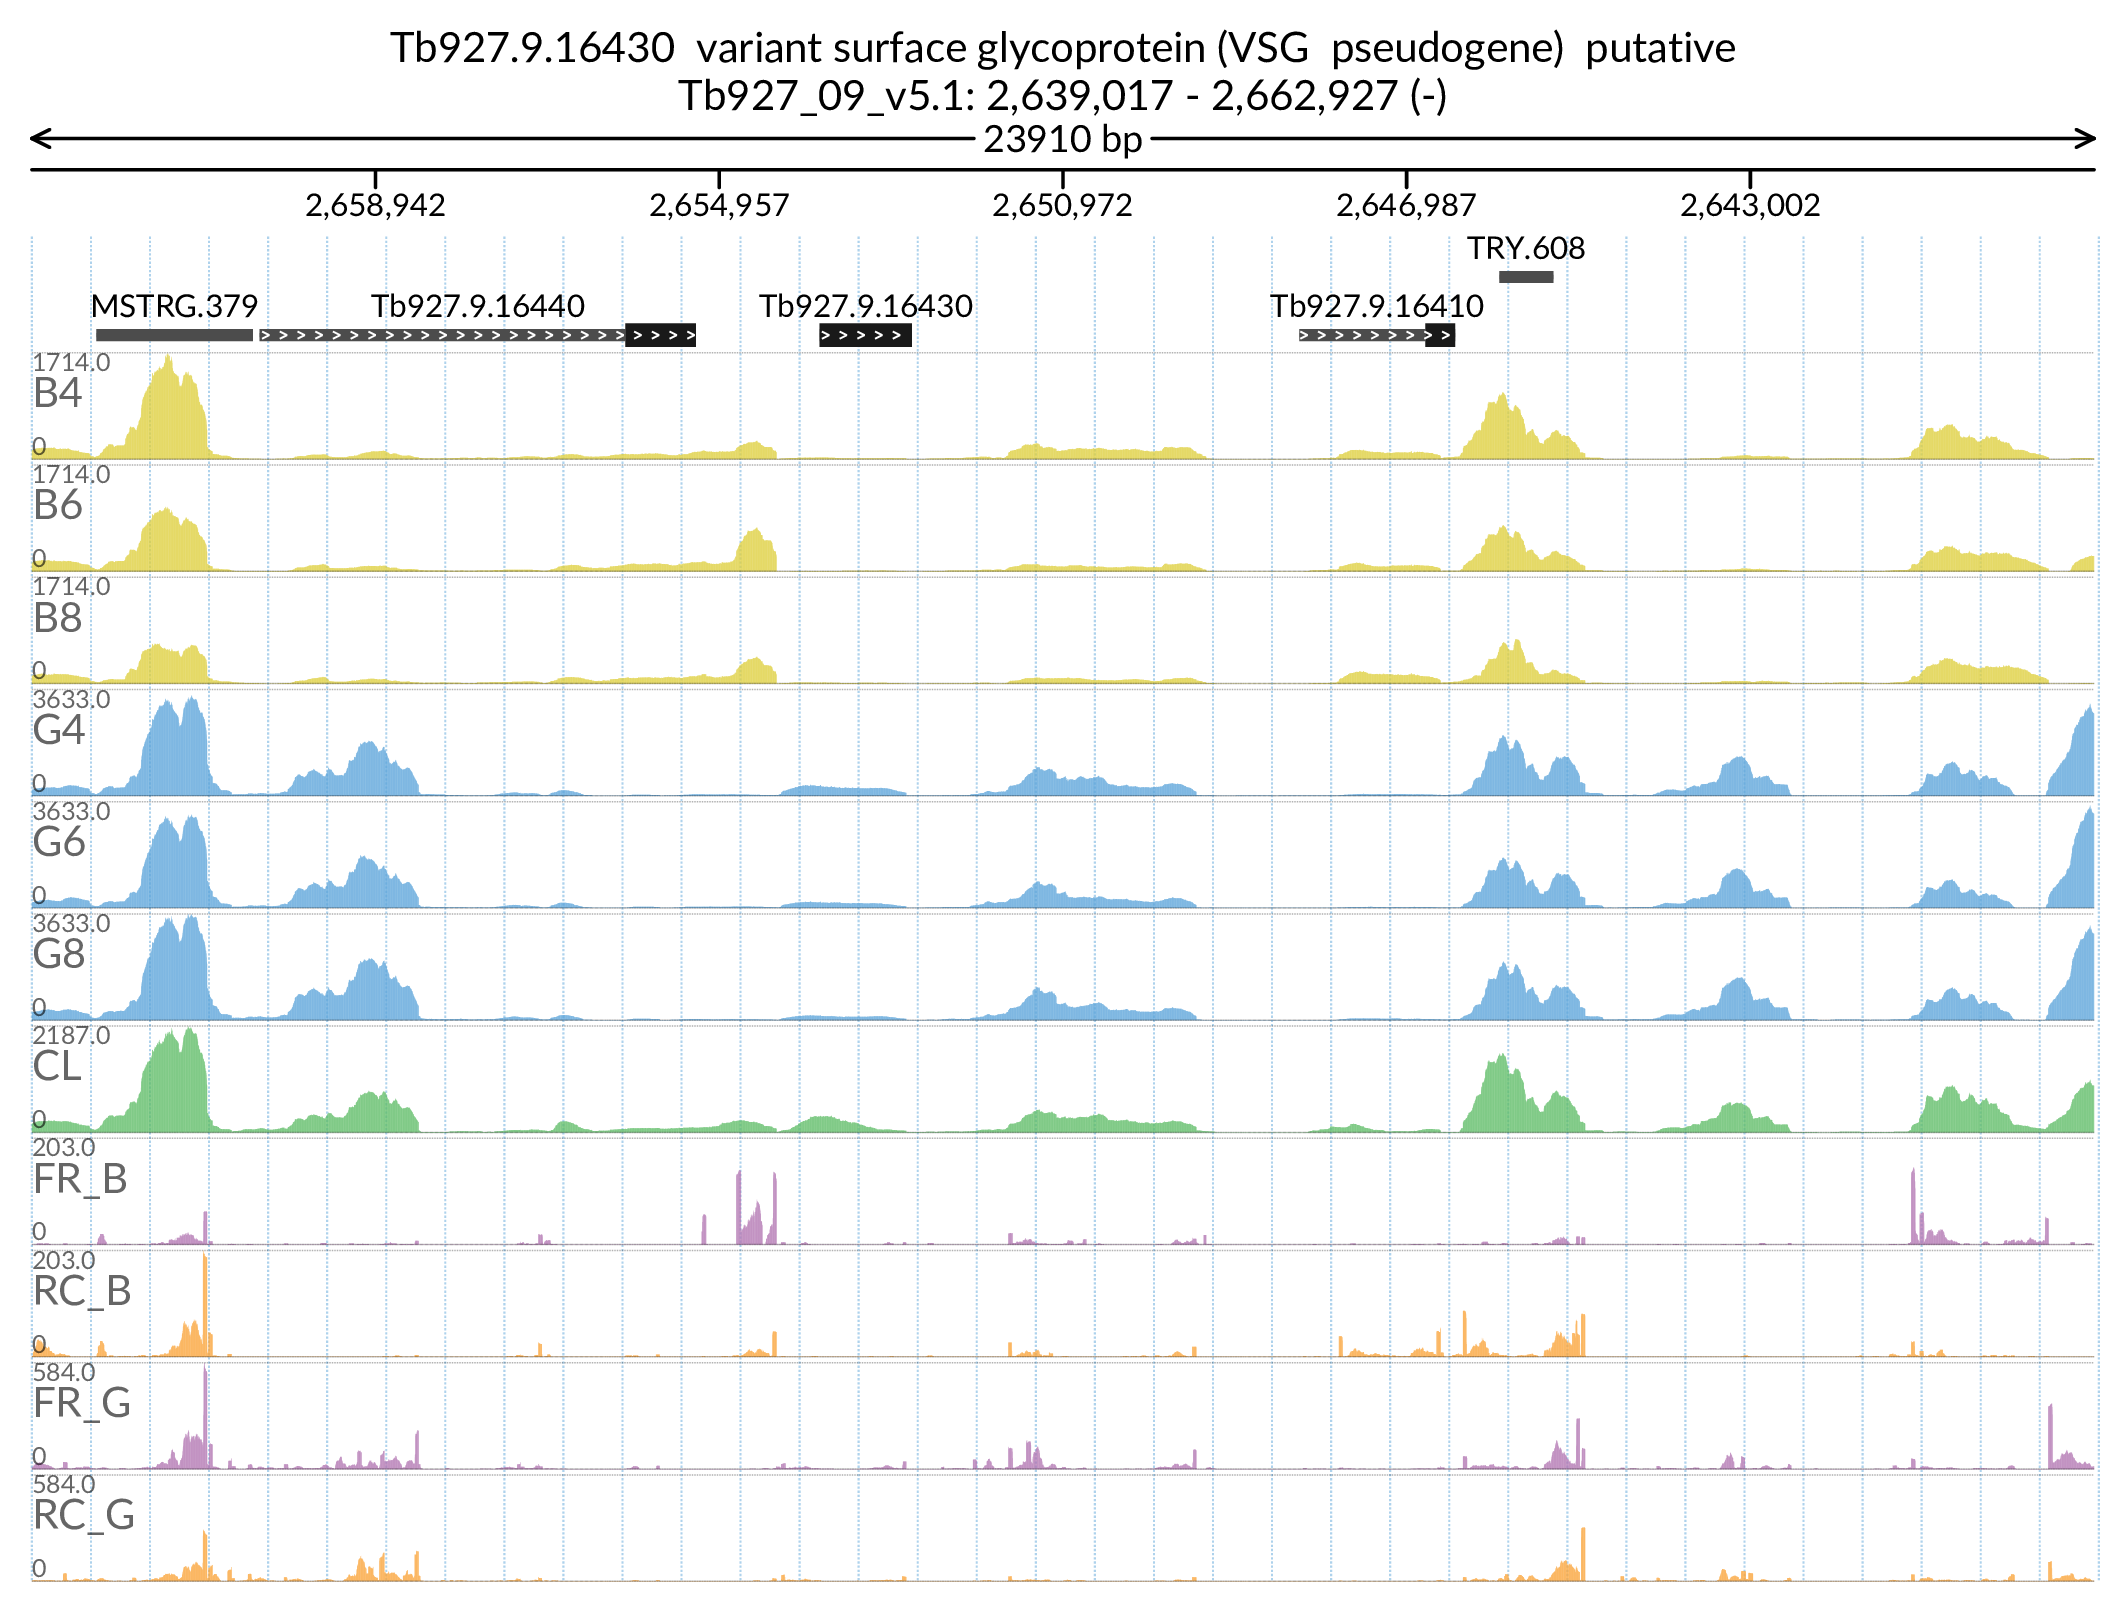 Tb927.9.16430  variant surface glycoprotein (VSG  pseudogene)  putative
Tb927_09_v5.1: 2,639,017 - 2,662,927 (-)
23910 bp
2,658,942 2,654,957 2,650,972 2,646,987 2,643,002
TRY.608
MSTRG.379 Tb927.9.16440 Tb927.9.16430 Tb927.9.16410
1714.0
B4
0
1714.0
B6
0
1714.0
B8
0
3633.0
G4
0
3633.0
G6
0
3633.0
G8
0
2187.0
CL
0
203.0
FR_B
0
203.0
RC_B
0
584.0
FR_G
0
584.0
RC_G
0